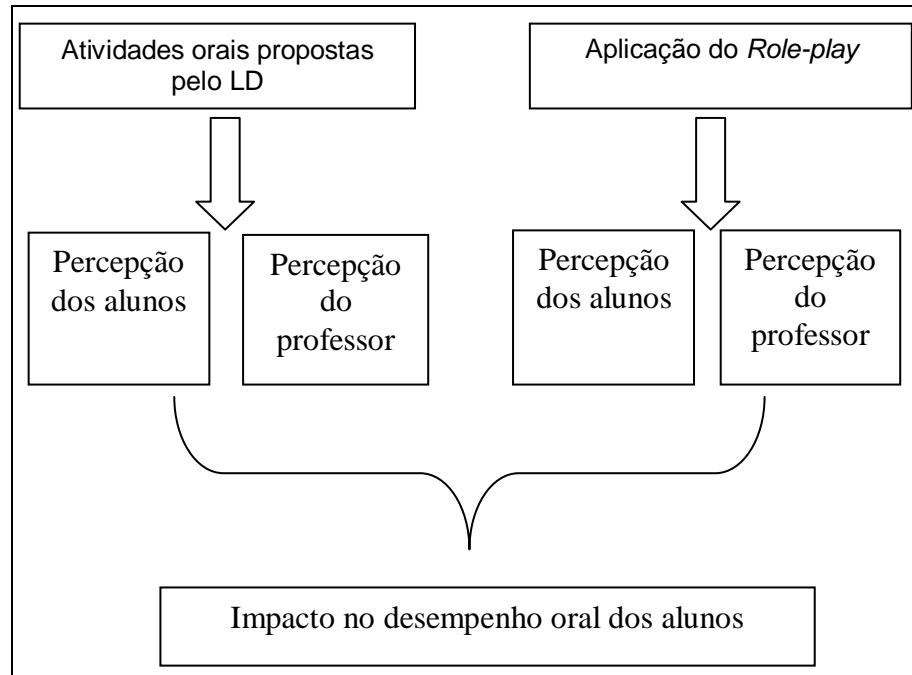 Atividades orais propostas
pelo LD
Aplicação do Role-play
Percepção
dos alunos
Percepção
do
professor
Percepção
dos alunos
Percepção
do
professor
Impacto no desempenho oral dos alunos